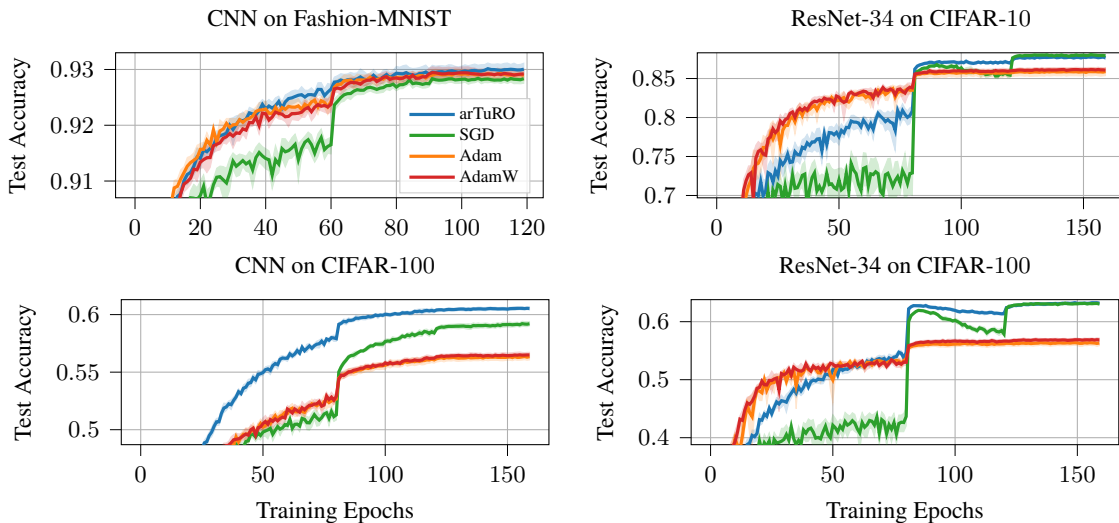 CNN on Fashion-MNIST
Test Accuracy
0.93
0.92
0.91
20
40
60
80
100
120
0
arTuRO
SGD
Adam
AdamW
ResNet-34 on CIFAR-10
Test Accuracy
0.85
0.8
0.75
0.7
0
50
100
150
CNN on CIFAR-100
Test Accuracy
0.6
0.55
0.5
0
50
100
150
Training Epochs
ResNet-34 on CIFAR-100
Test Accuracy
0.6
0.5
0.4
0
50
100
150
Training Epochs